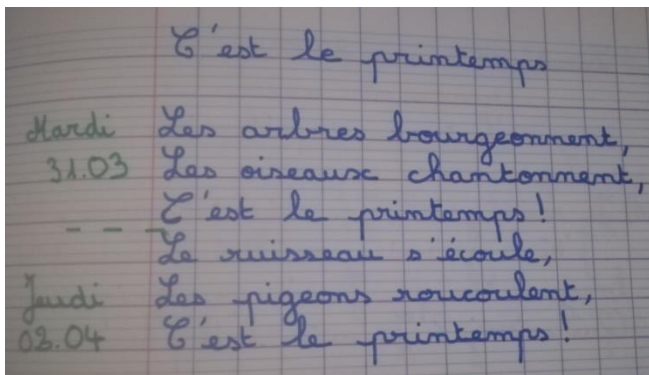 C'est le printemps
Mardi Les arbres bourgeonnent,
31.03 Les oiseaux chantonnent,
C'est le printemps !
Le ruisseau s'écoule,
Jeudi Les pigeons roucoulent,
02.04 C'est le printemps !